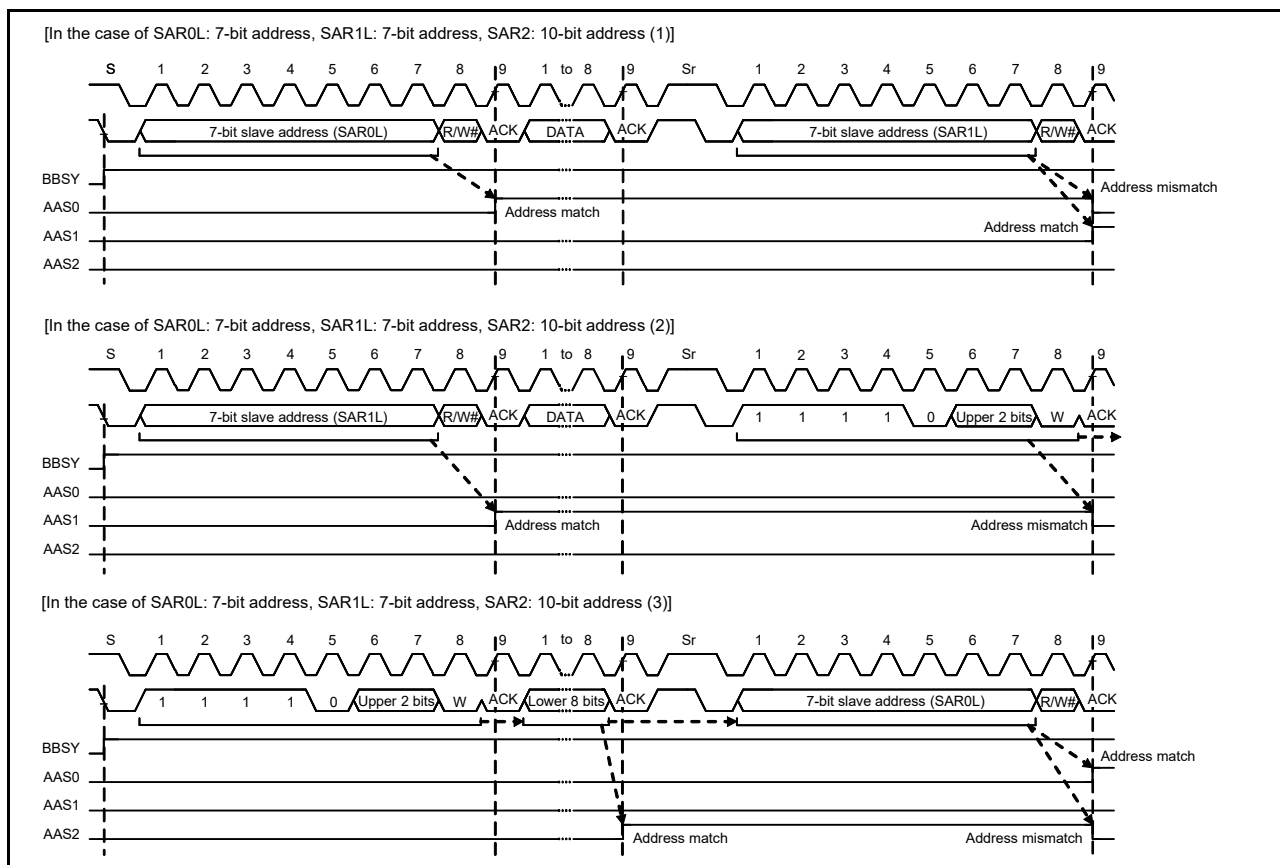 [In the case of SAR0L: 7-bit address, SAR1L: 7-bit address, SAR2: 10-bit address (1)]
S 1 2 3 4 5 6 7 8 9 1 to 8 9 Sr 1 2 3 4 5 6 7 8 9
7-bit slave address (SAR0L) R/W# ACK DATA ACK 7-bit slave address (SAR1L) R/W# ACK
BBSY
Address mismatch
AAS0
Address match
Address match
AAS1
AAS2
[In the case of SAR0L: 7-bit address, SAR1L: 7-bit address, SAR2: 10-bit address (2)]
S 1 2 3 4 5 6 7 8 9 1 to 8 9 Sr 1 2 3 4 5 6 7 8 9
7-bit slave address (SAR1L) R/W# ACK DATA ACK 1 1 1 1 0 Upper 2 bits W ACK
BBSY
AAS0
AAS1
Address match Address mismatch
AAS2
[In the case of SAR0L: 7-bit address, SAR1L: 7-bit address, SAR2: 10-bit address (3)]
S 1 2 3 4 5 6 7 8 9 1 to 8 9 Sr 1 2 3 4 5 6 7 8 9
1 1 1 1 0 Upper 2 bits W ACK Lower 8 bits ACK 7-bit slave address (SAR0L) R/W# ACK
BBSY
Address match
AAS0
AAS1
AAS2
Address match Address mismatch